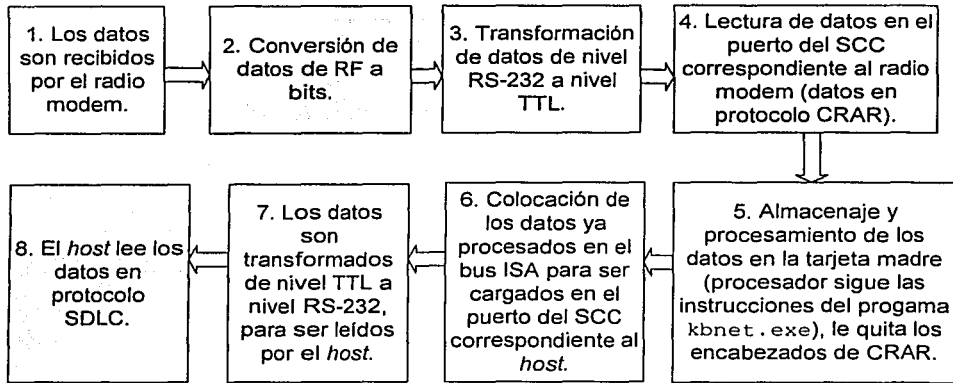 1. Los datos
son recibidos
por el radio
modem.
2. Conversión de
datos de RF a
bits.
3. Transformación
de datos de nivel
RS-232 a nivel
TTL.
4. Lectura de datos en el
puerto del SCC
correspondiente al radio
modem (datos en
protocolo CRAR).
5. Almacenaje y
procesamiento de los
datos en la tarjeta madre
(procesador sigue las
instrucciones del progama
kbnet.exe), le quita los
encabezados de CRAR.
6. Colocación de
los datos ya
procesados en el
bus ISA para ser
cargados en el
puerto del SCC
correspondiente al
host.
7. Los datos
son
transformados
de nivel TTL a
nivel RS-232,
para ser leídos
por el host.
8. El host lee los
datos en
protocolo
SDLC.